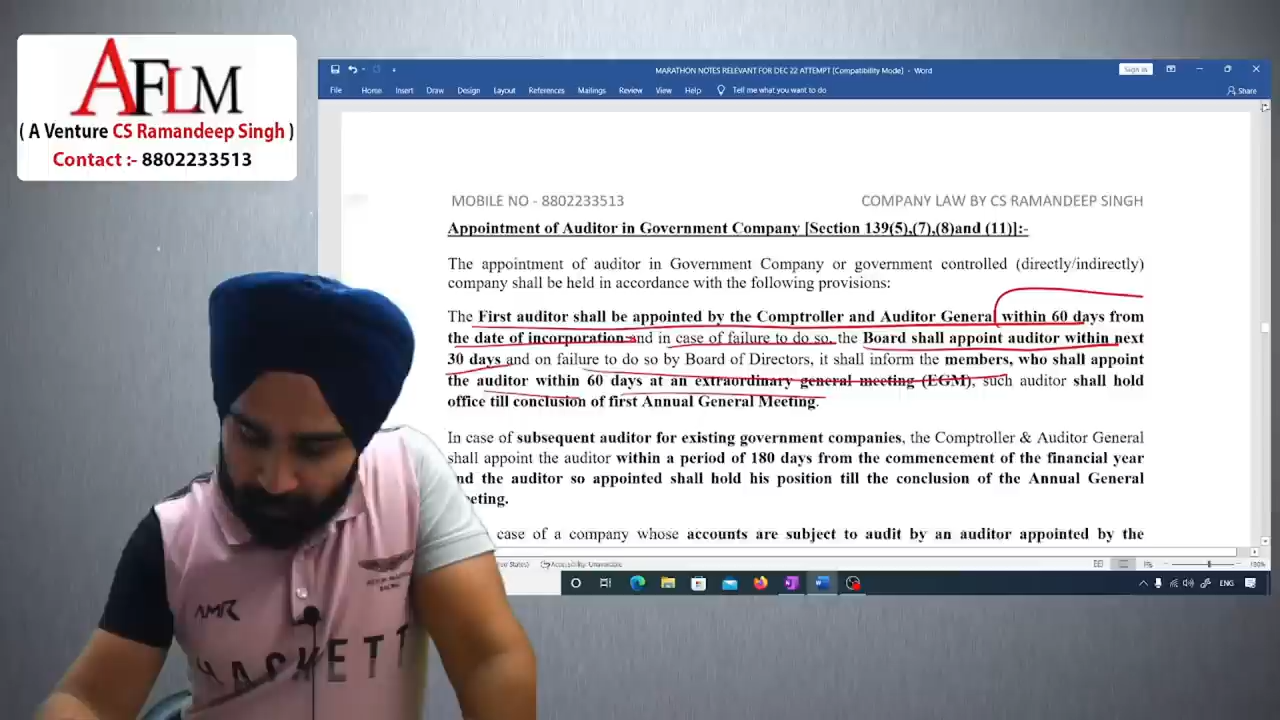 AFLM
( A Venture CS Ramandeep Singh )
Contact :- 8802233513
MARATHON NOTES RELEVANT FOR DEC 22 ATTEMPT [Compatibility Mode] - Word
Sign in
File Home Insert Draw Design Layout References Mailings Review View Help Tell me what you want to do
Share
MOBILE NO - 8802233513 COMPANY LAW BY CS RAMANDEEP SINGH
Appointment of Auditor in Government Company [Section 139(5),(7),(8)and (11)]:-
The appointment of auditor in Government Company or government controlled (directly/indirectly)
company shall be held in accordance with the following provisions:
The First auditor shall be appointed by the Comptroller and Auditor General within 60 days from
the date of incorporation and in case of failure to do so, the Board shall appoint auditor within next
30 days and on failure to do so by Board of Directors, it shall inform the members, who shall appoint
the auditor within 60 days at an extraordinary general meeting (EGM), such auditor shall hold
office till conclusion of first Annual General Meeting.
In case of subsequent auditor for existing government companies, the Comptroller & Auditor General
shall appoint the auditor within a period of 180 days from the commencement of the financial year
nd the auditor so appointed shall hold his position till the conclusion of the Annual General
eeting.
case of a company whose accounts are subject to audit by an auditor appointed by the
States) Accessibility: Unavailable
ENG
AMR
HACKETT